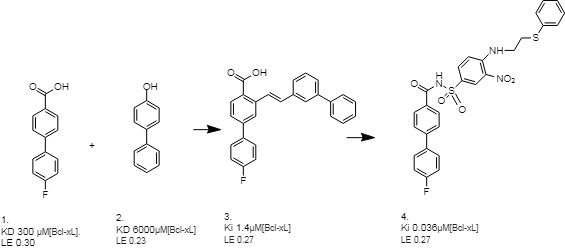 O
OH
F
+
OH
O
OH
F
O
H
N
S
O
O
NH
S
NO2
F
1.
KD 300 µM[Bcl-xL].
LE 0.30
2.
KD 6000µM[Bcl-xL]
LE 0.23
3.
Ki 1.4µM[Bcl-xL]
LE 0.27
4.
Ki 0.036µM[Bcl-xL]
LE 0.27